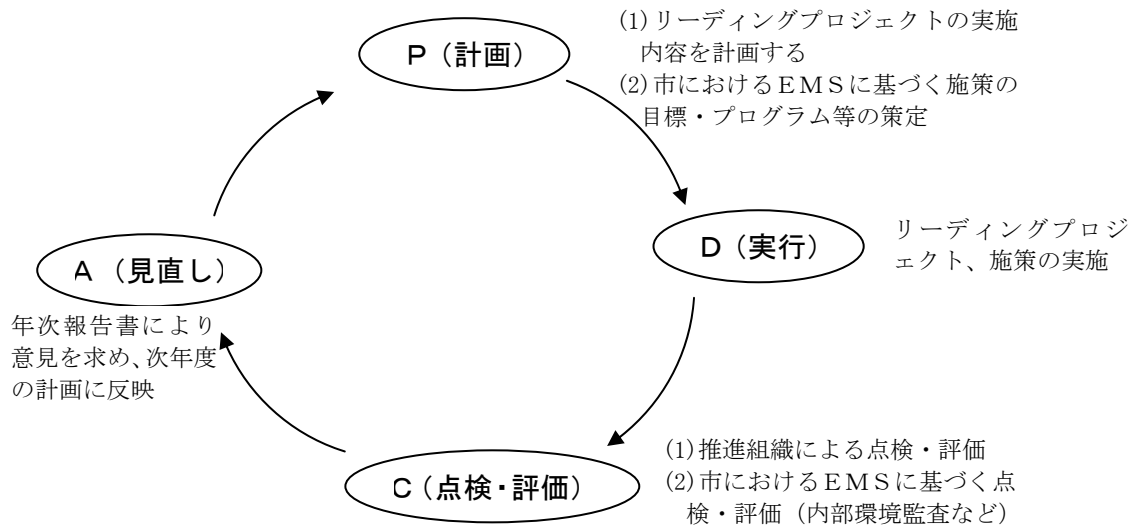 P（計画）
(1)リーディングプロジェクトの実施
内容を計画する
(2)市におけるＥＭＳに基づく施策の
目標・プログラム等の策定
D（実行）
リーディングプロジ
ェクト、施策の実施
A（見直し）
年次報告書により
意見を求め、次年度
の計画に反映
C（点検・評価）
(1)推進組織による点検・評価
(2)市におけるＥＭＳに基づく点
検・評価（内部環境監査など）